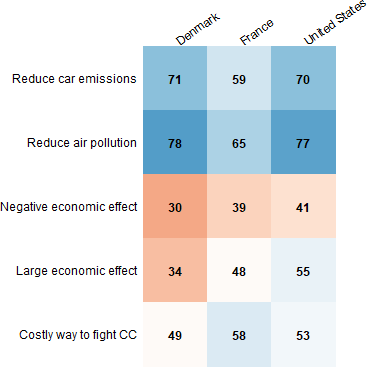 Denmark France United States
Reduce car emissions 71 59 70
Reduce air pollution 78 65 77
Negative economic effect 30 39 41
Large economic effect 34 48 55
Costly way to fight CC 49 58 53